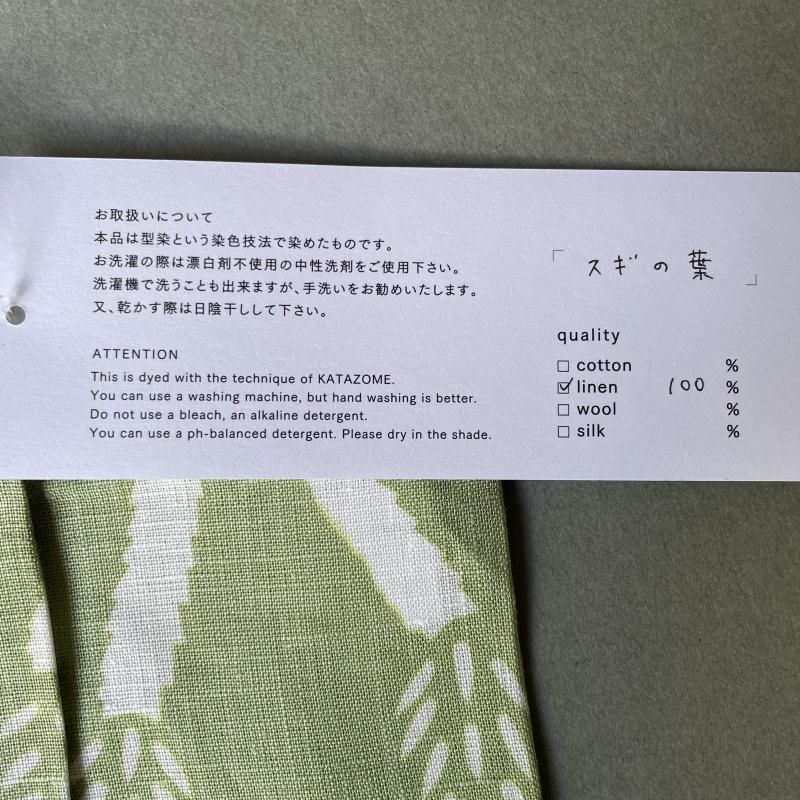 お取扱いについて
本品は型染という染色技法で染めたものです。
お洗濯の際は漂白剤不使用の中性洗剤をご使用下さい。
洗濯機で洗うことも出来ますが、手洗いをお勧めいたします。
又、乾かす際は日陰干しして下さい。
ATTENTION
This is dyed with the technique of KATAZOME.
You can use a washing machine, but hand washing is better.
Do not use a bleach, an alkaline detergent.
You can use a ph-balanced detergent. Please dry in the shade.
「スギの葉」
quality
□ cotton %
☑ linen 100 %
□ wool %
□ silk %